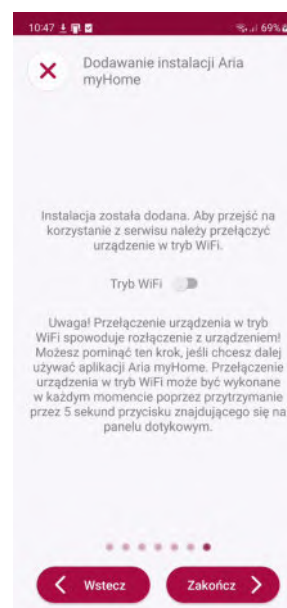 10:47 69%
Dodawanie instalacji Aria
myHome
Instalacja została dodana. Aby przejść na
korzystanie z serwisu należy przełączyć
urządzenie w tryb WiFi.
Tryb WiFi
Uwaga! Przełączenie urządzenia w tryb
WiFi spowoduje rozłączenie z urządzeniem!
Możesz pominąć ten krok, jeśli chcesz dalej
używać aplikacji Aria myHome. Przełączenie
urządzenia w tryb WiFi może być wykonane
w każdym momencie poprzez przytrzymanie
przez 5 sekund przycisku znajdującego się na
panelu dotykowym.
Wstecz Zakończ